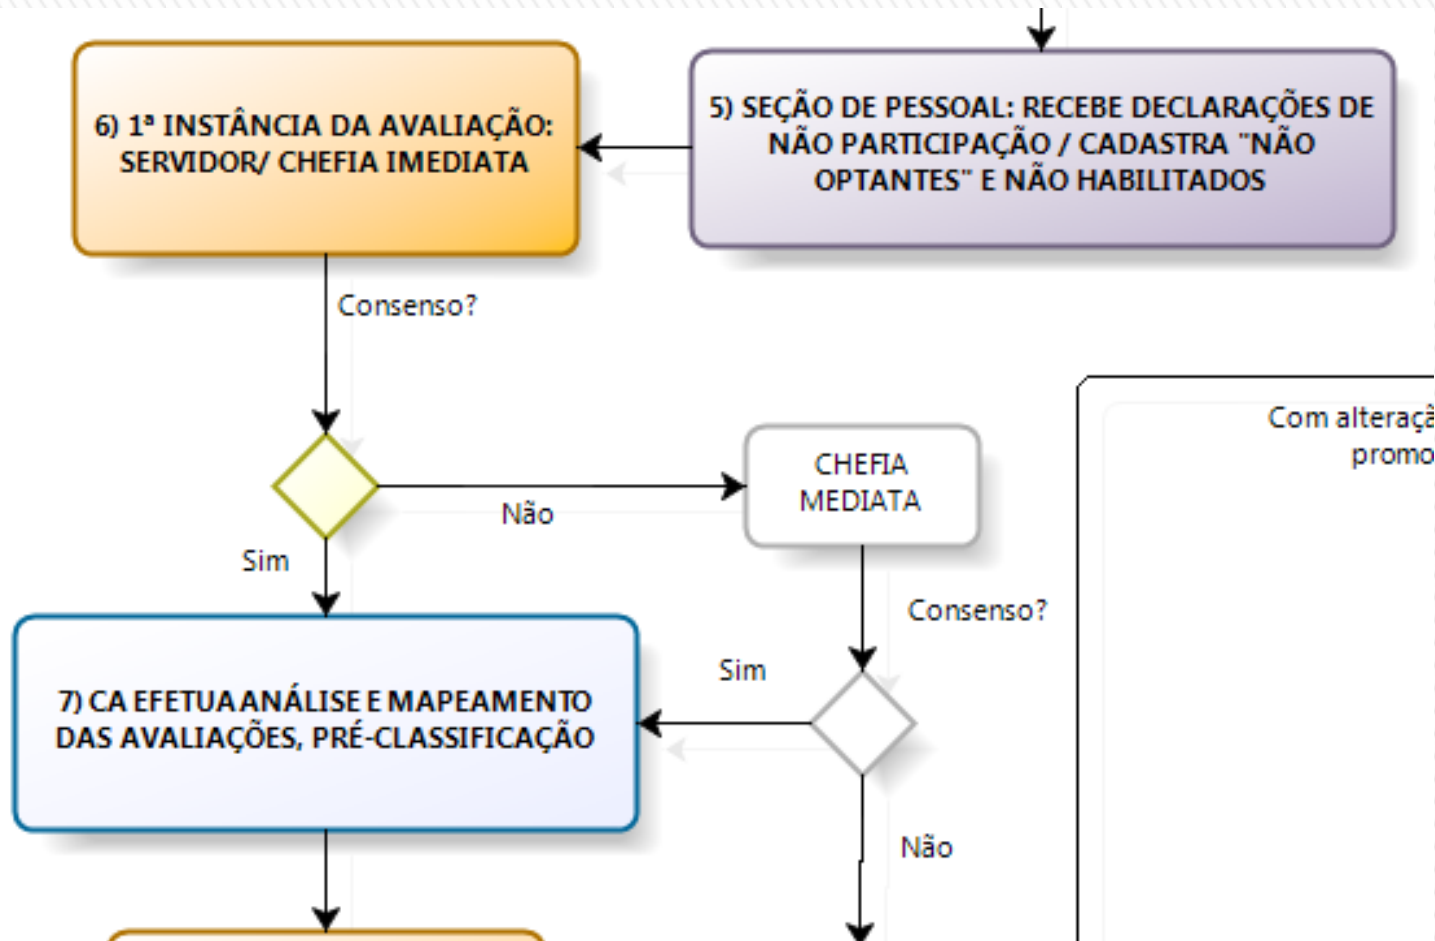 6) 1ª INSTÂNCIA DA AVALIAÇÃO:
SERVIDOR/ CHEFIA IMEDIATA
5) SEÇÃO DE PESSOAL: RECEBE DECLARAÇÕES DE
NÃO PARTICIPAÇÃO / CADASTRA "NÃO
OPTANTES" E NÃO HABILITADOS
Consenso?
Com
CHEFIA
MEDIATA
Não
Sim
Consenso?
Sim
7) CA EFETUA ANÁLISE E MAPEAMENTO
DAS AVALIAÇÕES, PRÉ-CLASSIFICAÇÃO
Não